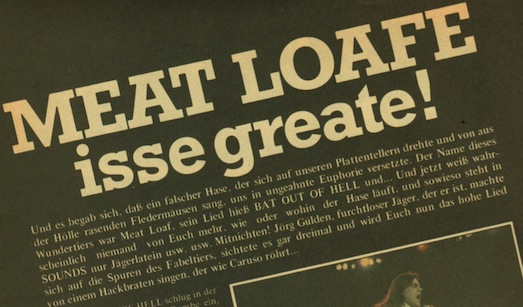 MEAT LOAFE
isse greate!
Und es begab sich, daß ein falscher Hase, der sich auf unseren Plattentellern drehte und von aus
der Hölle rasenden Fledermäusen sang, uns in ungeahnte Euphorie versetzte. Der Name dieses
Wundertiers war Meat Loaf, sein Lied hieß BAT OUT OF HELL und... Und jetzt weiß wahr-
scheinlich niemand von Euch mehr, wie oder wohin der Hase läuft, und sowieso steht in
SOUNDS nur Jägerlatein usw. usw. Mitnichten! Jörg Gülden, furchtloser Jäger, der er ist, machte
sich auf die Spuren des Fabeltiers, sichtete es gar dreimal und wird Euch nun das hohe Lied
von einem Hackbraten singen, der wie Caruso röhrt...
HELL schlug in der
ein,